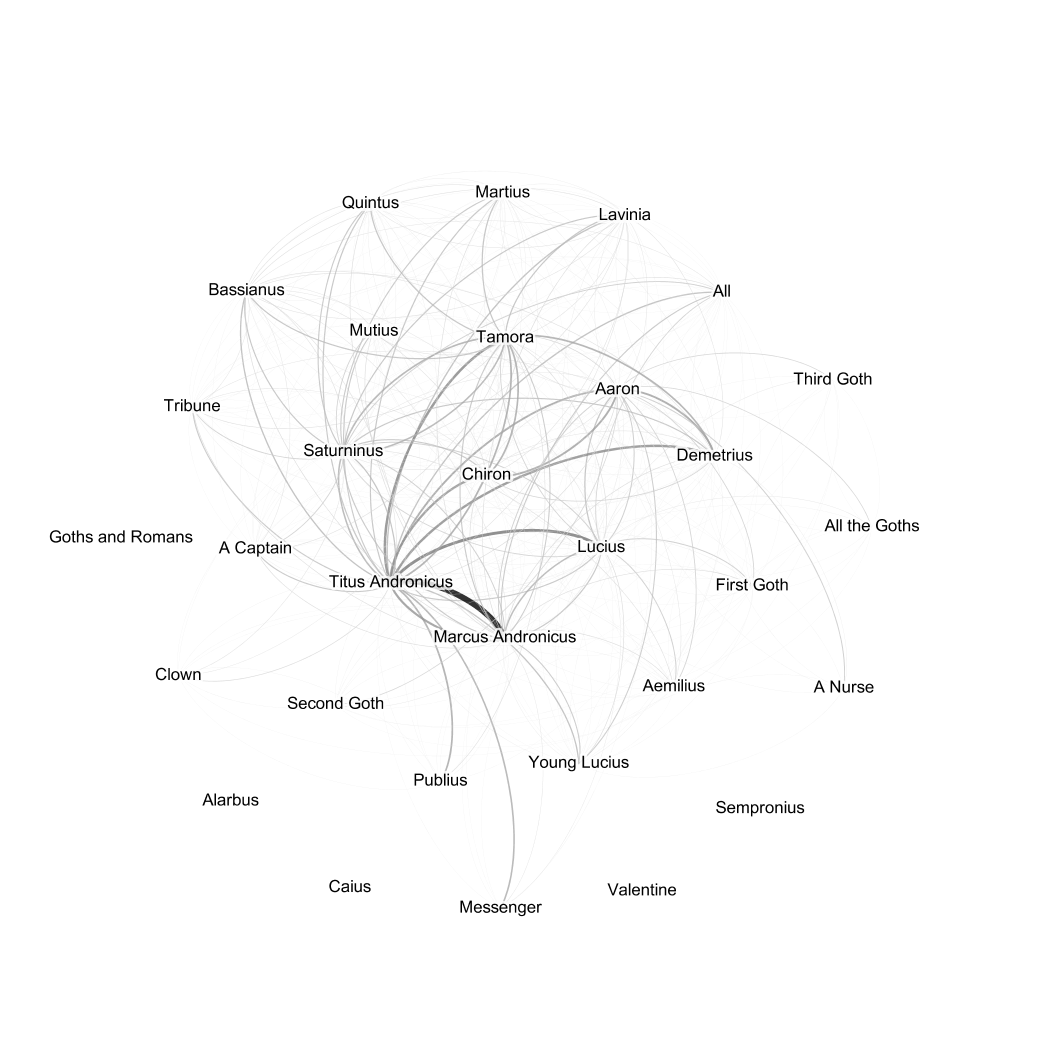 Martius
Quintus
Lavinia
Bassianus
All
Mutius
Tamora
Third Goth
Aaron
Tribune
Saturninus
Demetrius
Chiron
All the Goths
Goths and Romans
A Captain
Lucius
Titus Andronicus
First Goth
Marcus Andronicus
Clown
Aemilius
A Nurse
Second Goth
Young Lucius
Publius
Alarbus
Sempronius
Caius
Valentine
Messenger